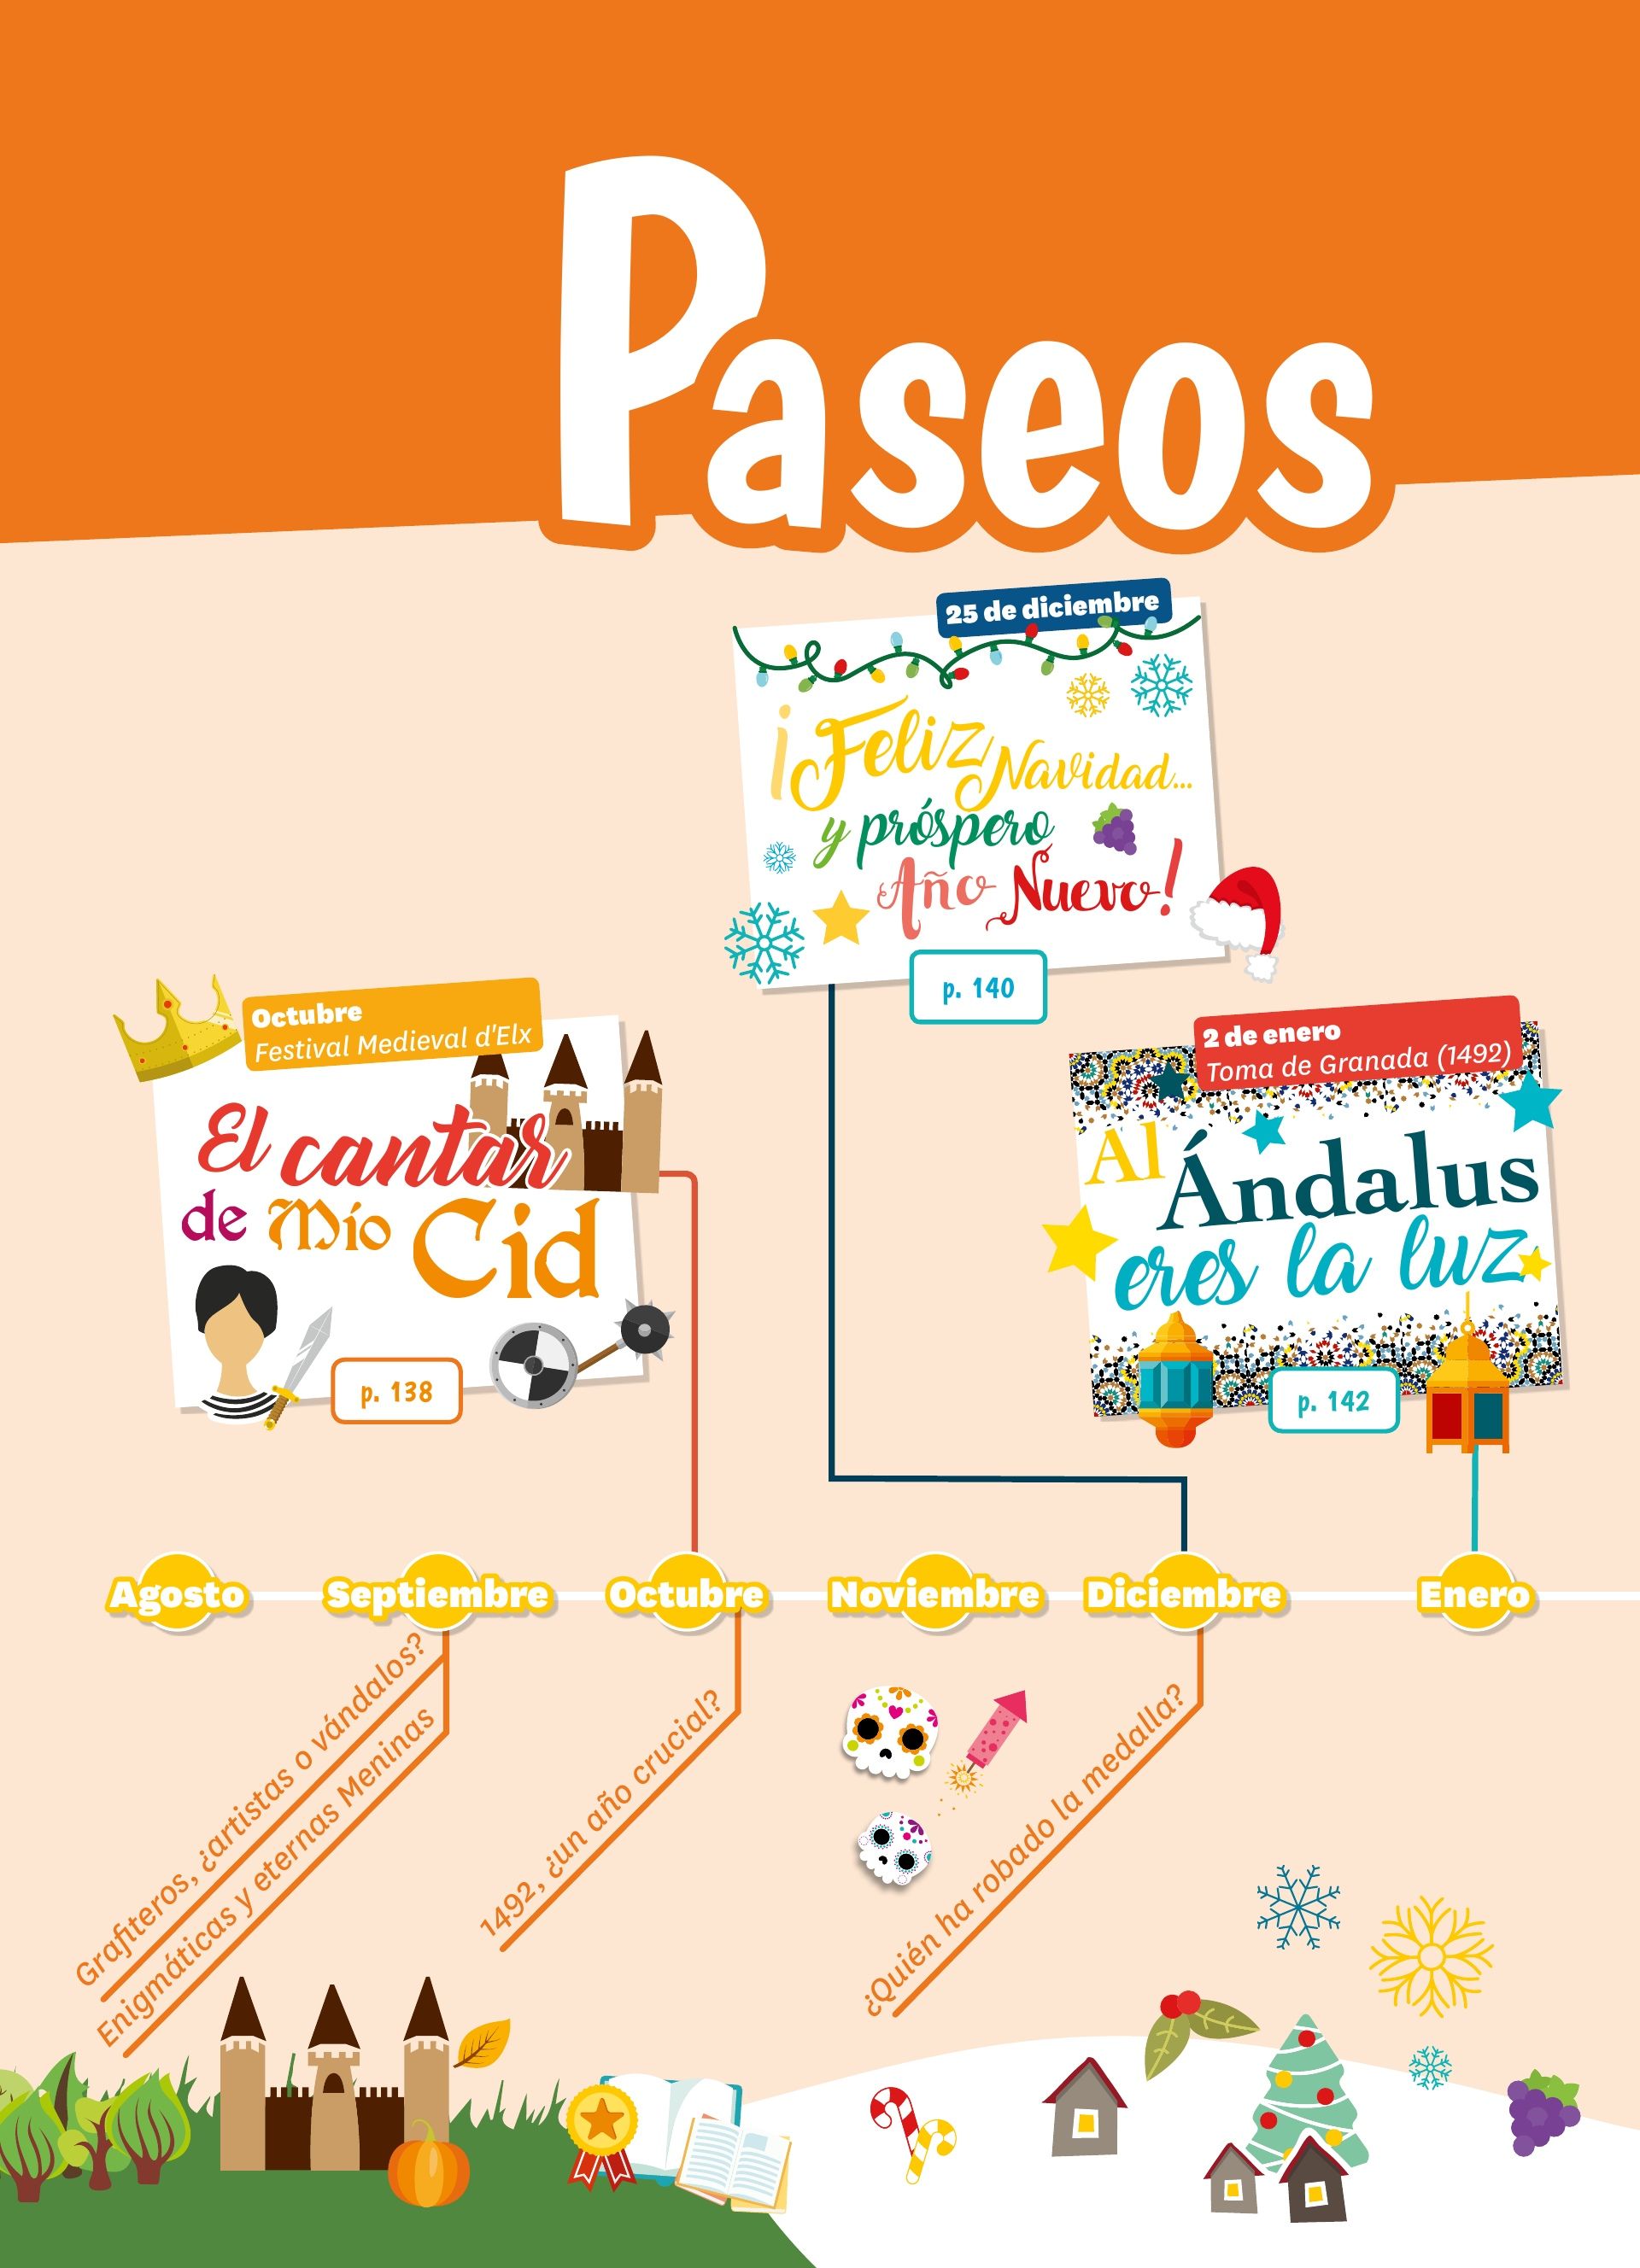 Paseos
25 de diciembre
¡Feliz Navidad...
y próspero
Año Nuevo!
p. 140
Octubre
Festival Medieval d'Elx
El cantar
de Mío Cid
p. 138
2 de enero
Toma de Granada (1492)
Al Ándalus
eres la luz
p. 142
Agosto
Septiembre
Octubre
Noviembre
Diciembre
Enero
Grafiteros, ¿artistas o vándalos?
Enigmáticas y eternas Meninas
1492, ¿un año crucial?
¿Quién ha robado la medalla?